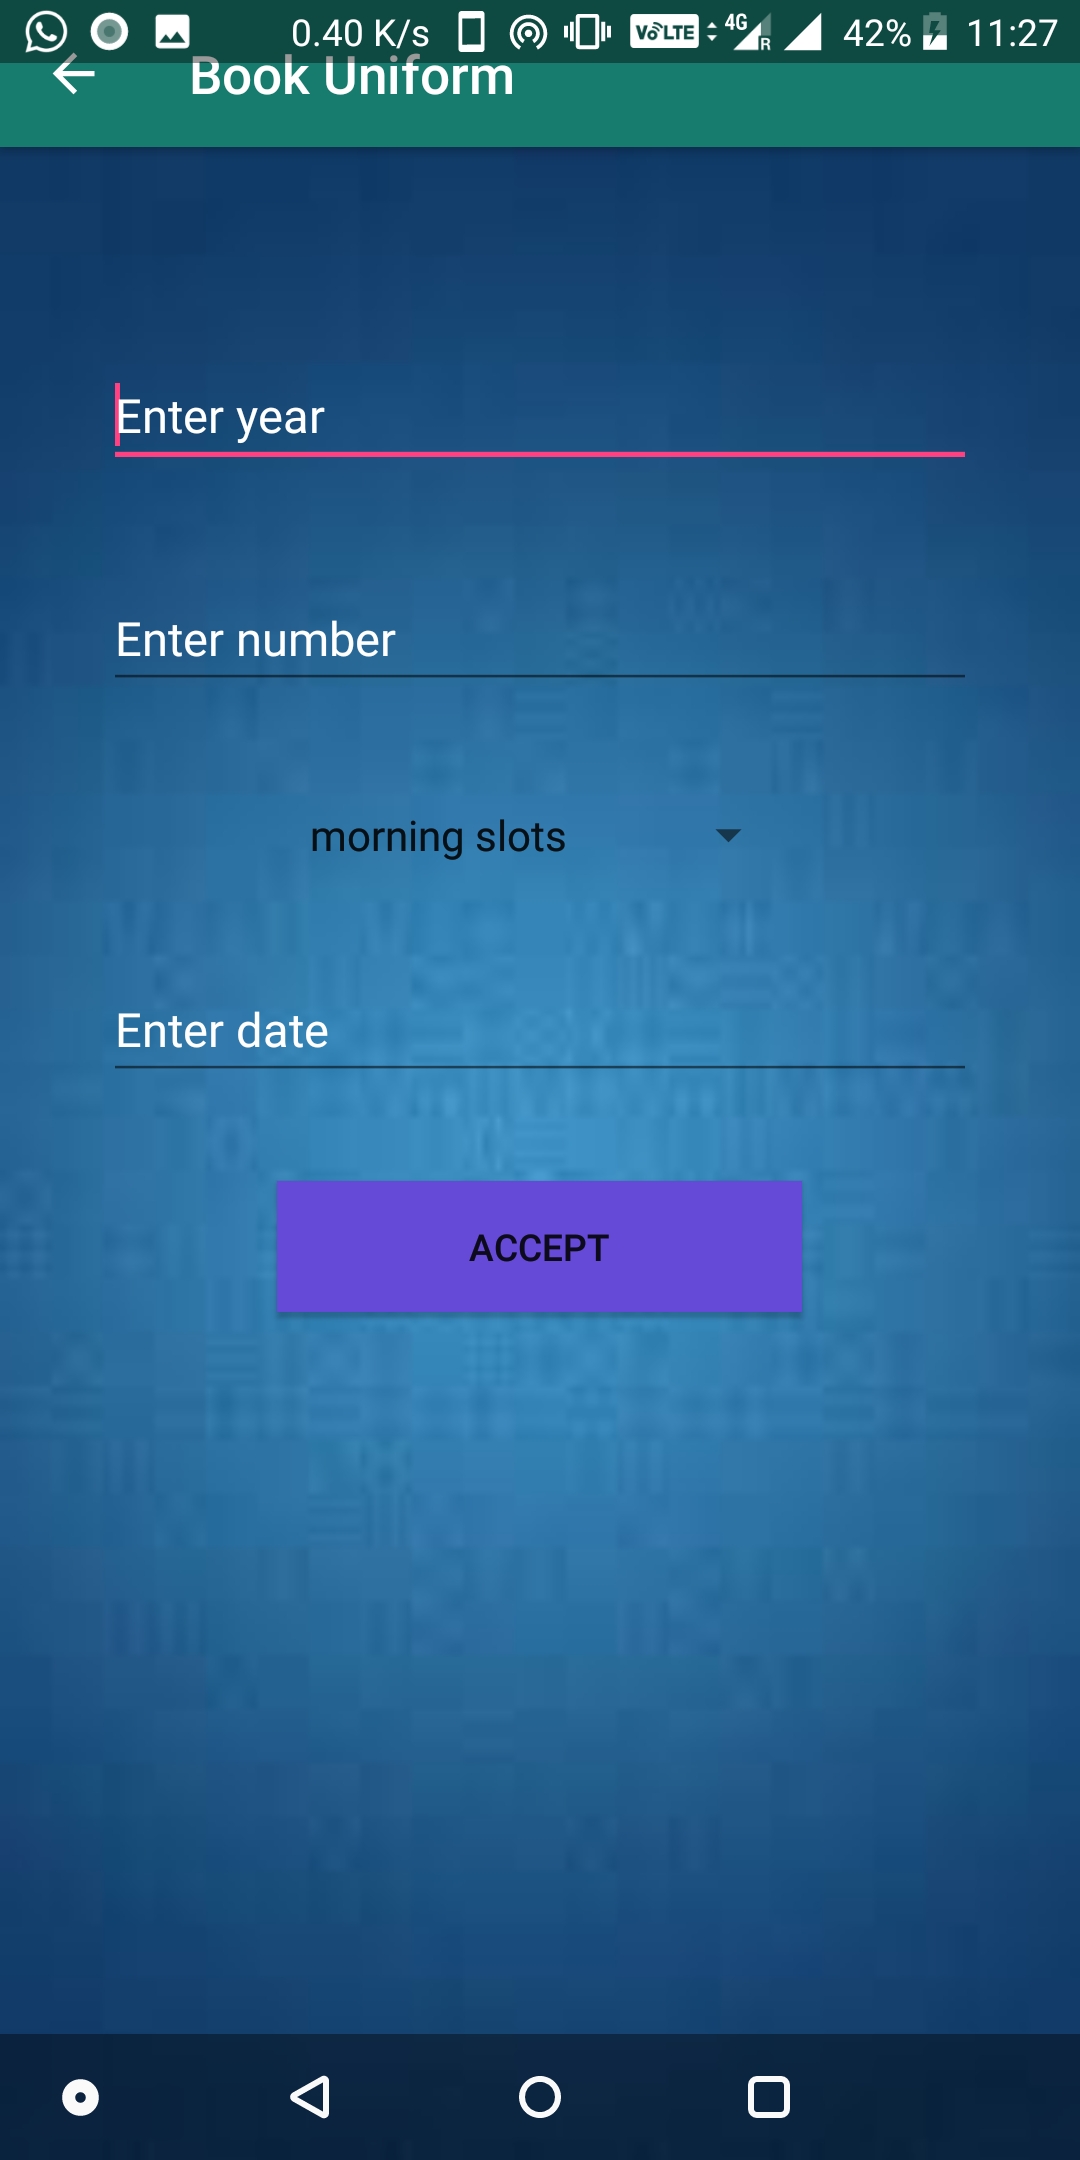 0.40 K/s VoLTE 4G R 42% 11:27
Book Uniform
Enter year
Enter number
morning slots
Enter date
ACCEPT